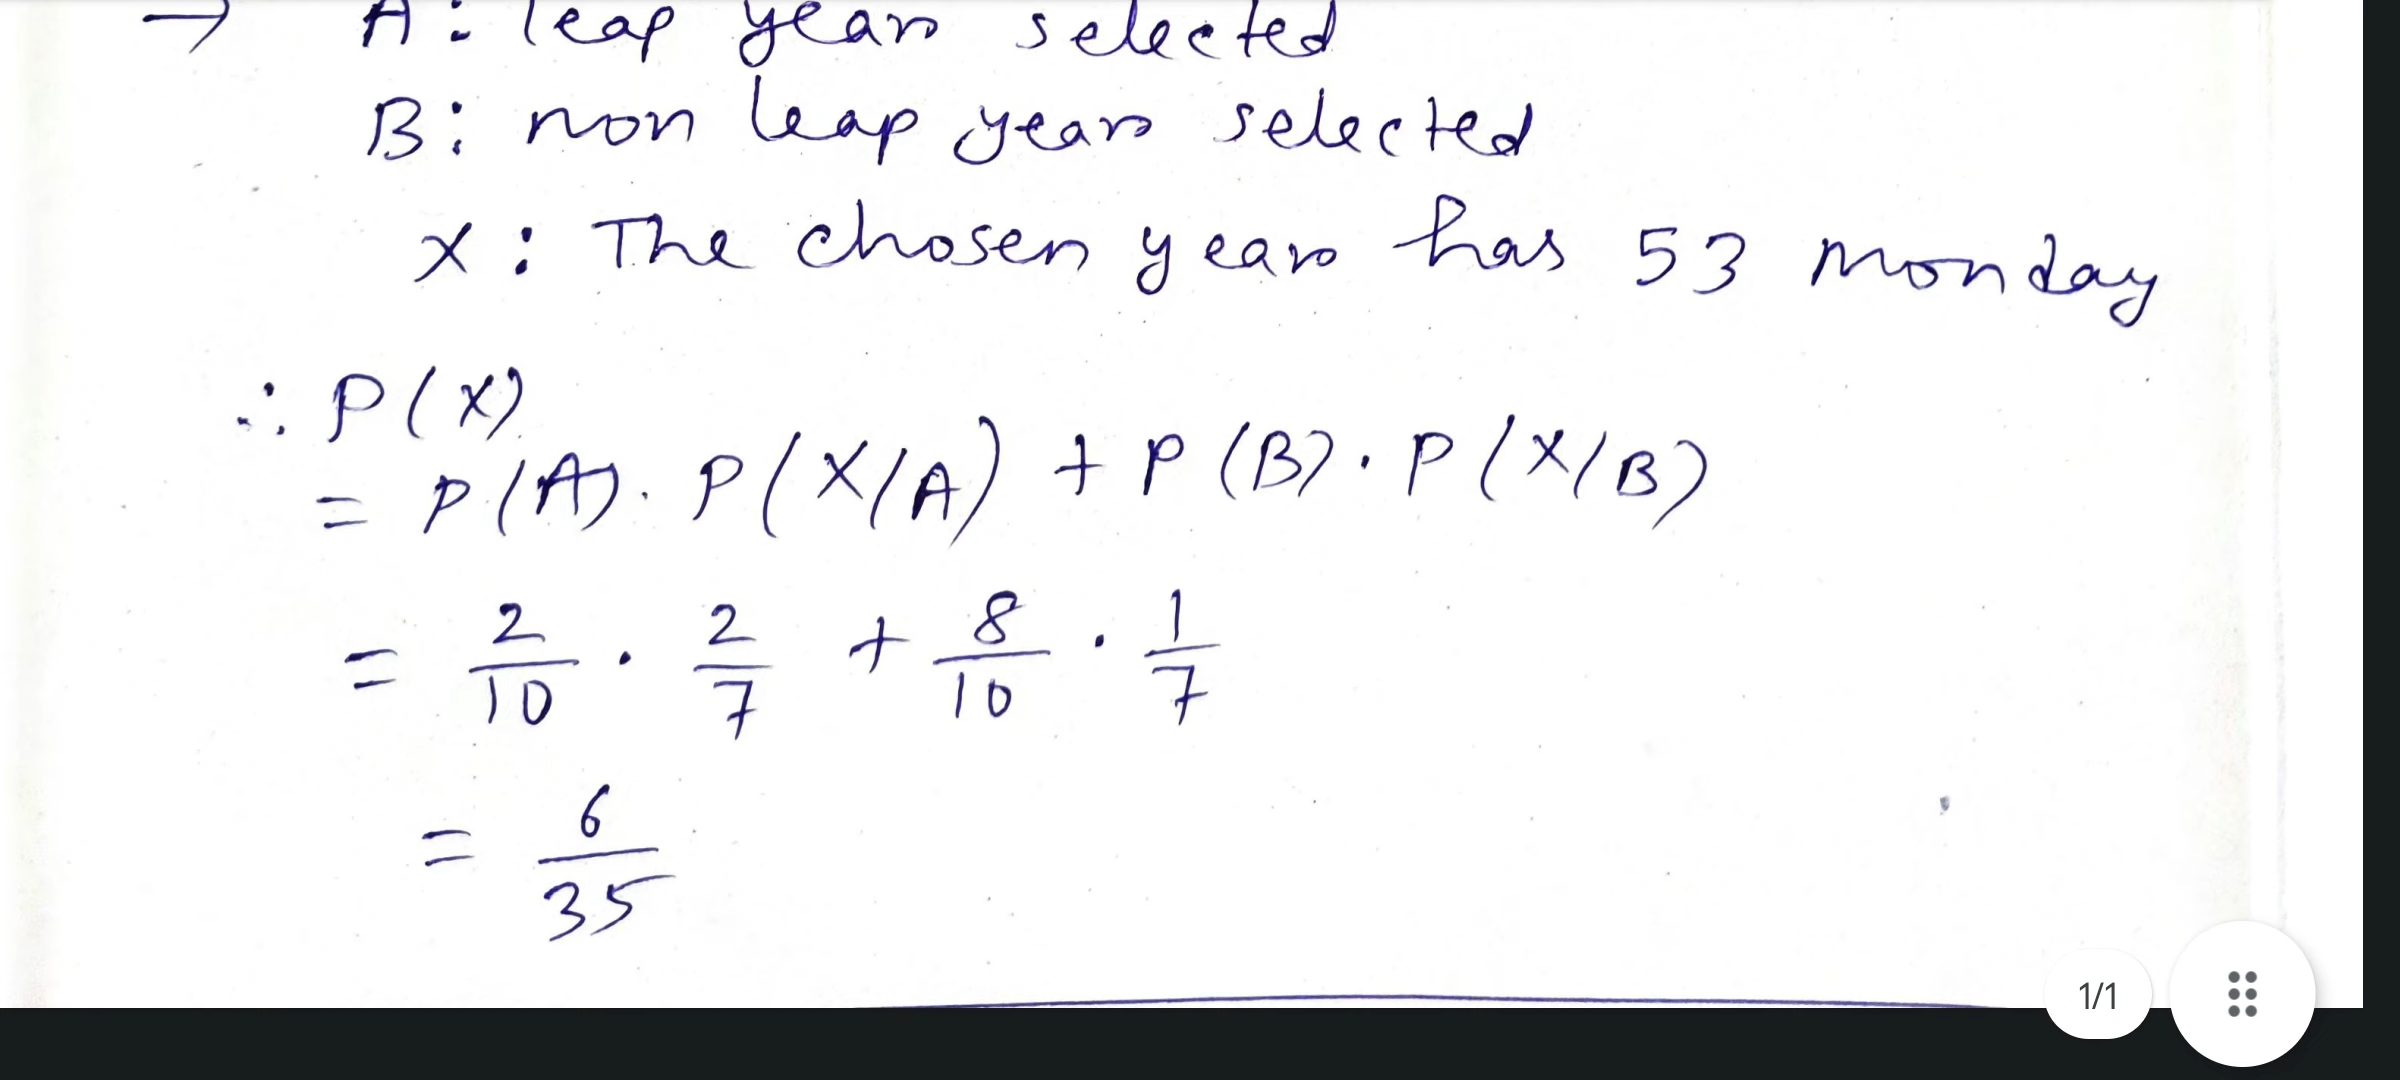 → A: leap year selected
B: non leap year selected
X: The chosen year has 53 Monday
∴ P(X)
= P(A). P(X/A) + P(B). P(X/B)
= 2/10 . 2/7 + 8/10 . 1/7
= 6/35
1/1